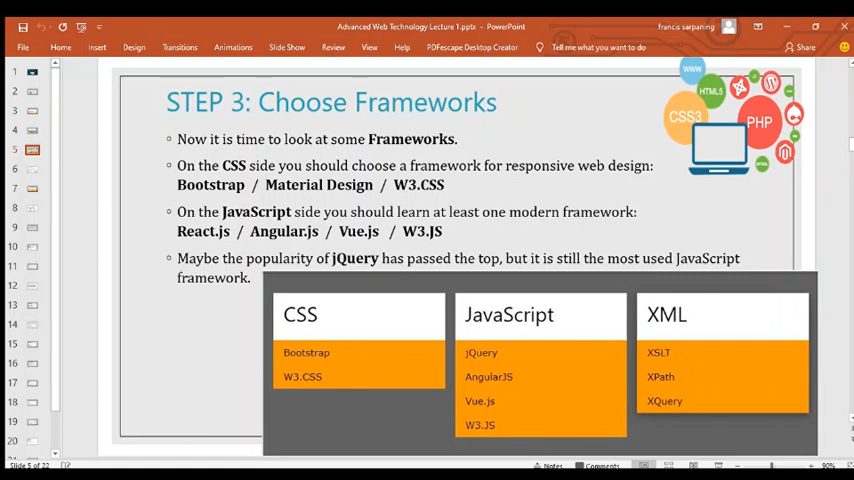 Advanced Web Technology Lecture 1.pptx - PowerPoint
francis sarpaning
File Home Insert Design Transitions Animations Slide Show Review View Help PDFescape Desktop Creator Tell me what you want to do Share
1
2
3
4
5
6
7
8
9
10
11
12
13
14
15
16
17
18
19
20
21
STEP 3: Choose Frameworks
WWW
HTML5
CSS3
PHP
Now it is time to look at some Frameworks.
On the CSS side you should choose a framework for responsive web design:
Bootstrap / Material Design / W3.CSS
On the JavaScript side you should learn at least one modern framework:
React.js / Angular.js / Vue.js / W3.JS
Maybe the popularity of jQuery has passed the top, but it is still the most used JavaScript
framework.
CSS
Bootstrap
W3.CSS
JavaScript
jQuery
AngularJS
Vue.js
W3.JS
XML
XSLT
XPath
XQuery
Slide 5 of 22
Notes Comments
90%